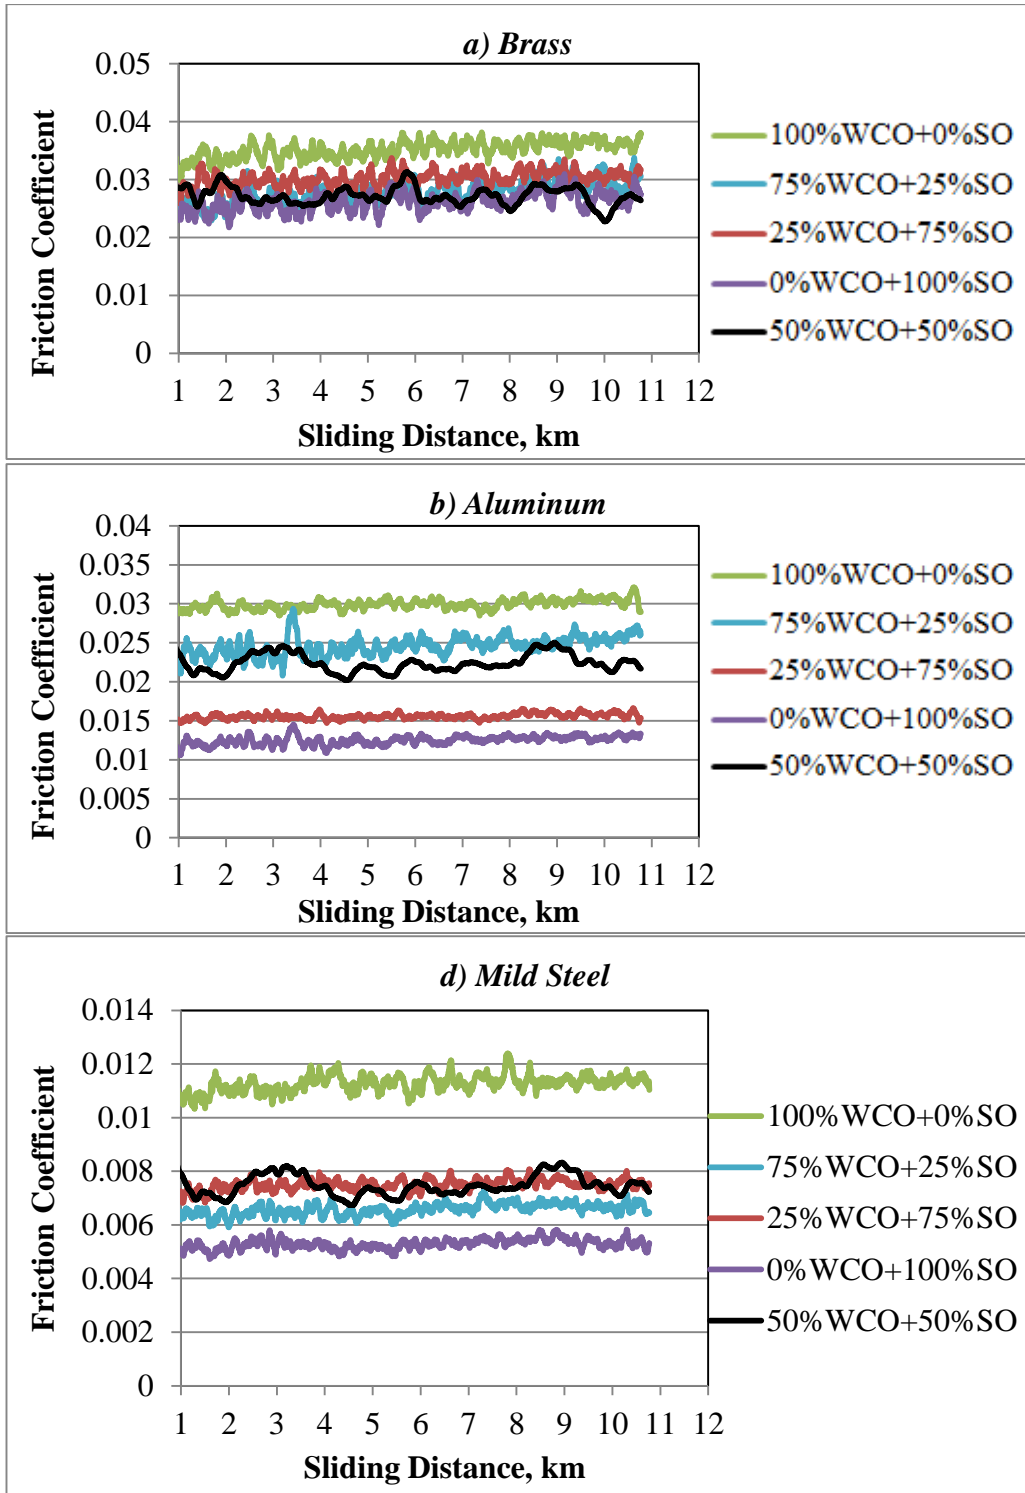 a) Brass
0.05
0.04
0.03
0.02
0.01
0
Friction Coefficient
1 2 3 4 5 6 7 8 9 10 11 12
Sliding Distance, km
100%WCO+0%SO
75%WCO+25%SO
25%WCO+75%SO
0%WCO+100%SO
50%WCO+50%SO
b) Aluminum
0.04
0.035
0.03
0.025
0.02
0.015
0.01
0.005
0
Friction Coefficient
1 2 3 4 5 6 7 8 9 10 11 12
Sliding Distance, km
100%WCO+0%SO
75%WCO+25%SO
25%WCO+75%SO
0%WCO+100%SO
50%WCO+50%SO
d) Mild Steel
0.014
0.012
0.01
0.008
0.006
0.004
0.002
0
Friction Coefficient
1 2 3 4 5 6 7 8 9 10 11 12
Sliding Distance, km
100%WCO+0%SO
75%WCO+25%SO
25%WCO+75%SO
0%WCO+100%SO
50%WCO+50%SO